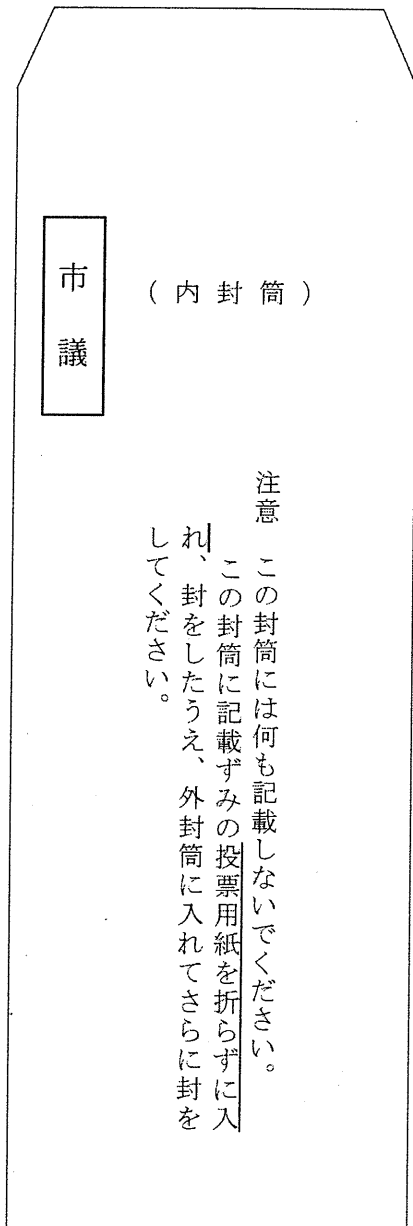 （内封筒）
市議
注意　この封筒には何も記載しないでください。
この封筒に記載ずみの投票用紙を折らずに入
れ、封をしたうえ、外封筒に入れてさらに封を
してください。